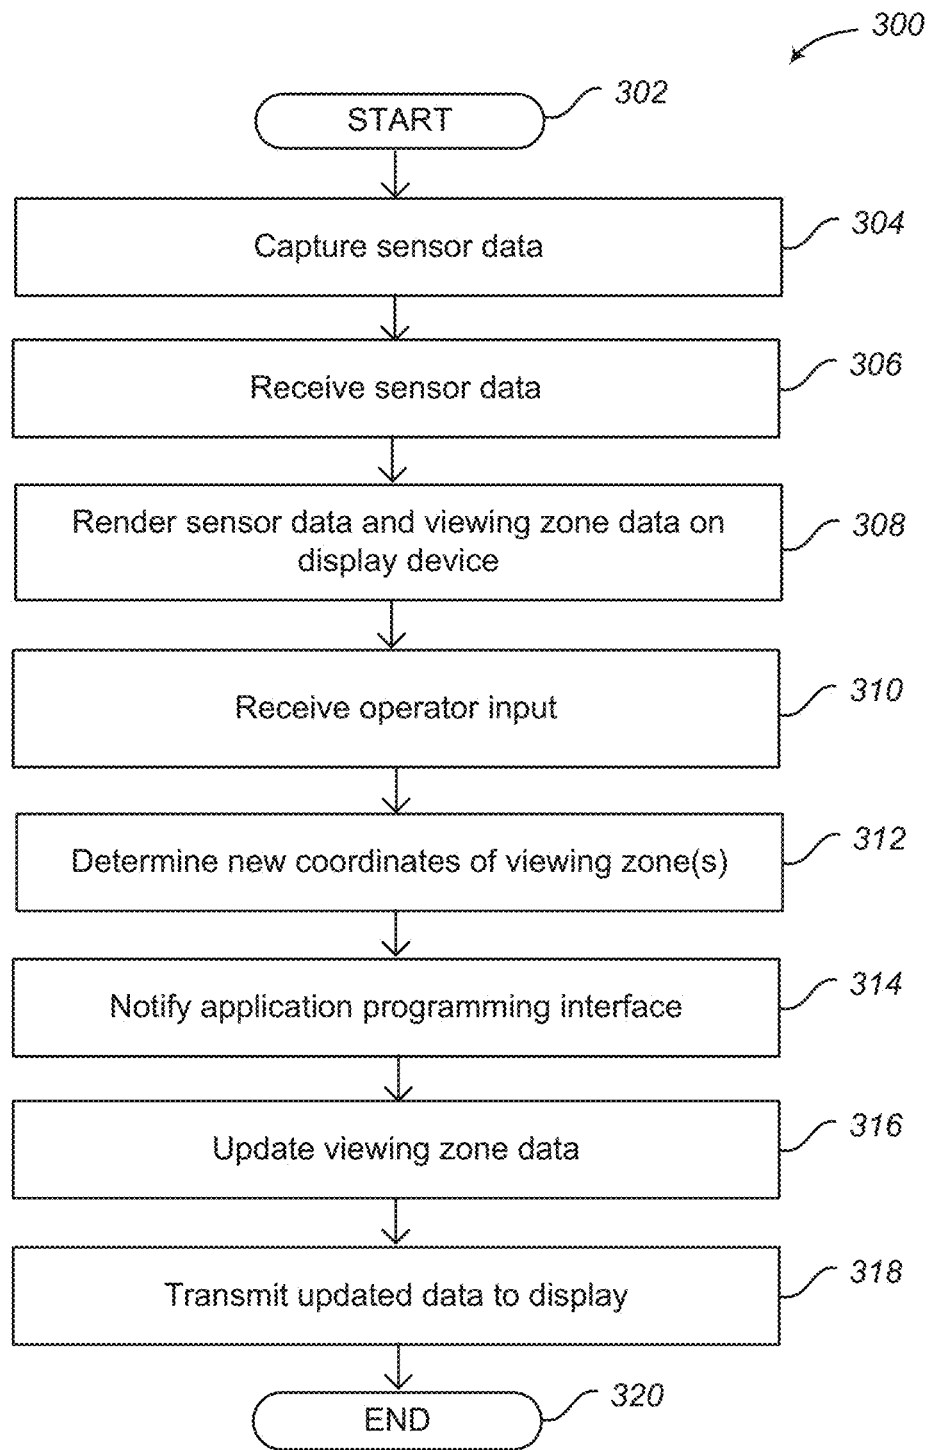 300
START
302
Capture sensor data
304
Receive sensor data
306
Render sensor data and viewing zone data on
display device
308
Receive operator input
310
Determine new coordinates of viewing zone(s)
312
Notify application programming interface
314
Update viewing zone data
316
Transmit updated data to display
318
END
320